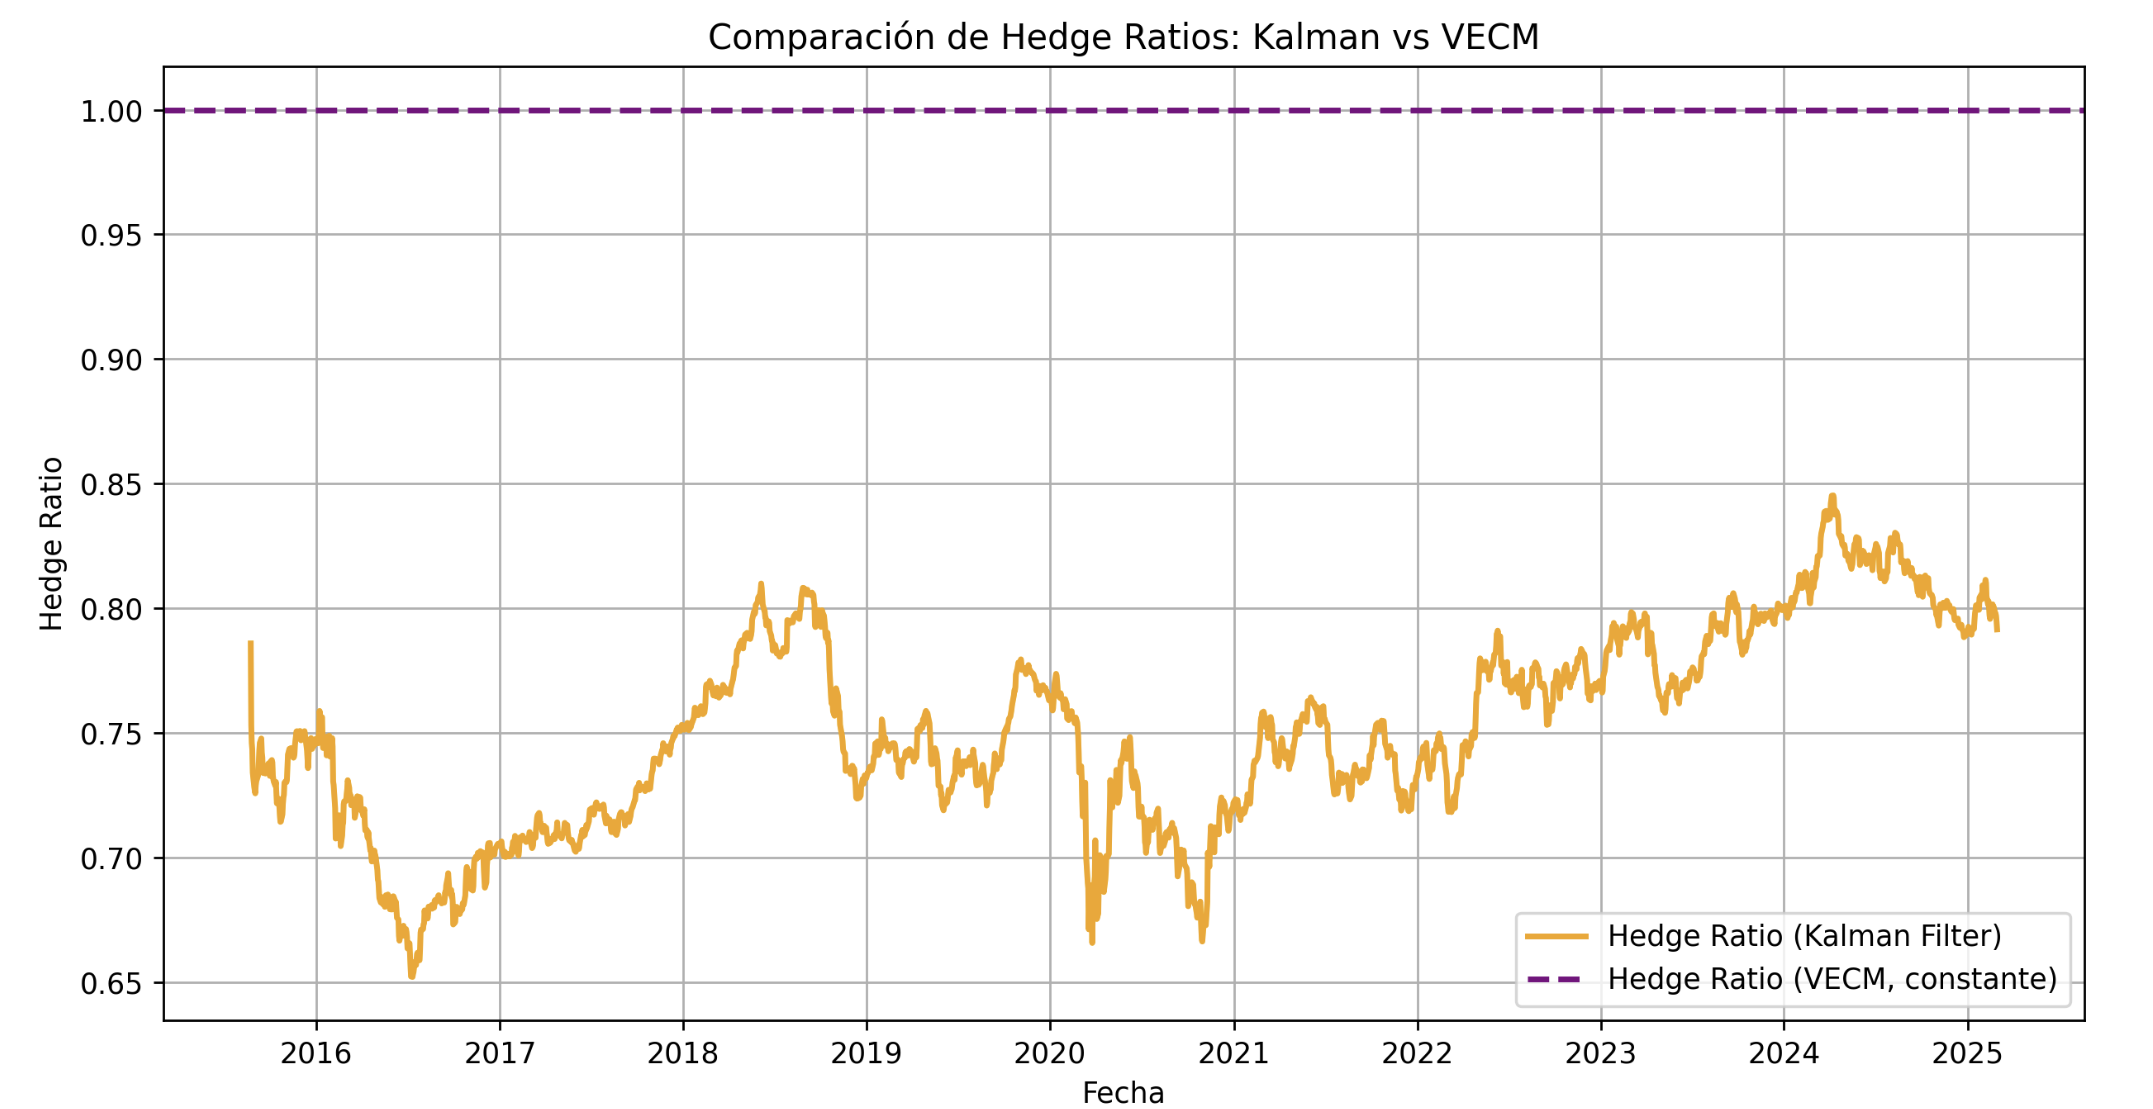 Comparación de Hedge Ratios: Kalman vs VECM
1.00
0.95
0.90
0.85
0.80
0.75
0.70
0.65
Hedge Ratio
Hedge Ratio (Kalman Filter)
Hedge Ratio (VECM, constante)
2016 2017 2018 2019 2020 2021 2022 2023 2024 2025
Fecha